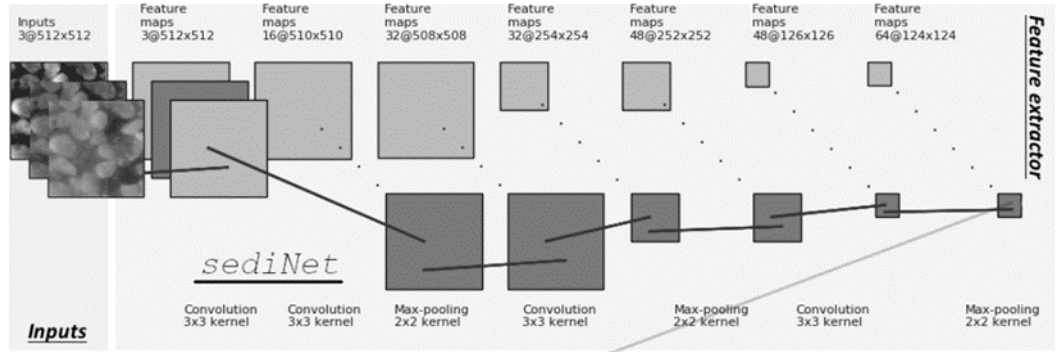 Inputs
3@512x512
Feature
maps
3@512x512
Feature
maps
16@510x510
Feature
maps
32@508x508
Feature
maps
32@254x254
Feature
maps
48@252x252
Feature
maps
48@126x126
Feature
maps
64@124x124
Feature extractor
sediNet
Inputs
Convolution
3x3 kernel
Convolution
3x3 kernel
Max-pooling
2x2 kernel
Convolution
3x3 kernel
Max-pooling
2x2 kernel
Convolution
3x3 kernel
Max-pooling
2x2 kernel